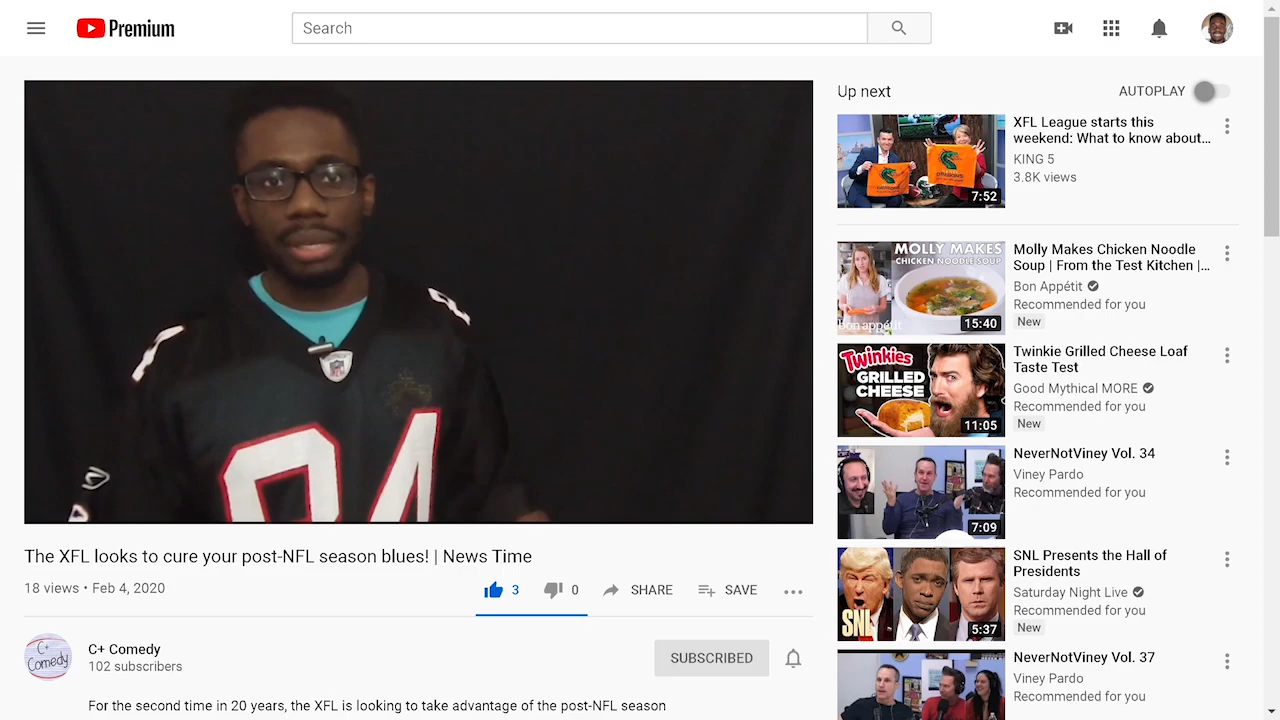 Premium
Search
Up next
AUTOPLAY
XFL League starts this
weekend: What to know about...
KING 5
3.8K views
7:52
MOLLY MAKES
CHICKEN NOODLE SOUP
bon appétit
15:40
Molly Makes Chicken Noodle
Soup | From the Test Kitchen |...
Bon Appétit
Recommended for you
New
Twinkies
GRILLED
CHEESE
11:05
Twinkie Grilled Cheese Loaf
Taste Test
Good Mythical MORE
Recommended for you
New
7:09
NeverNotViney Vol. 34
Viney Pardo
Recommended for you
SNL
5:37
SNL Presents the Hall of
Presidents
Saturday Night Live
Recommended for you
New
NeverNotViney Vol. 37
Viney Pardo
Recommended for you
The XFL looks to cure your post-NFL season blues! | News Time
18 views • Feb 4, 2020
3
0
SHARE
SAVE
C+
Comedy
C+ Comedy
102 subscribers
SUBSCRIBED
For the second time in 20 years, the XFL is looking to take advantage of the post-NFL season